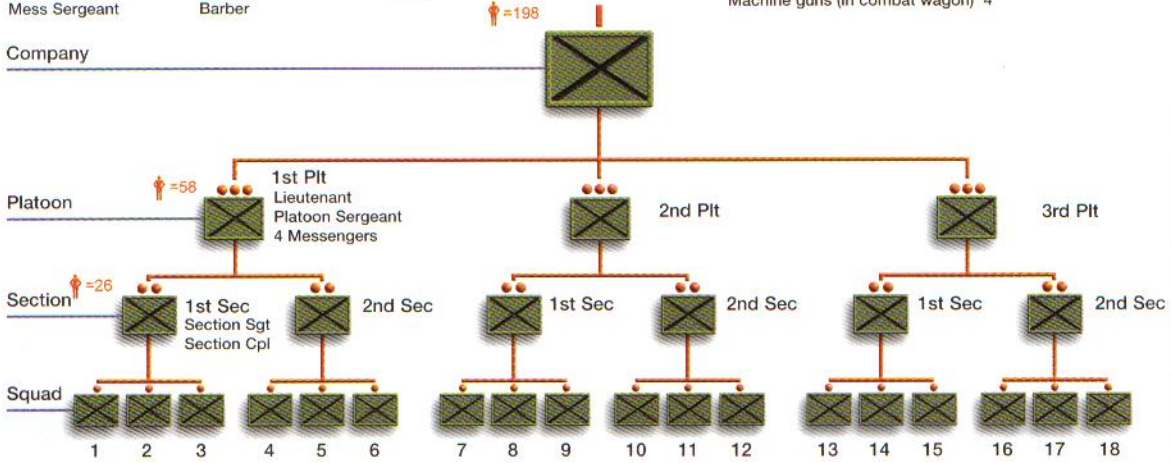 Mess Sergeant Barber
=198
Machine guns (in combat wagon) 4
Company
=58
1st Plt
Lieutenant
Platoon Sergeant
4 Messengers
Platoon
2nd Plt
3rd Plt
=26
Section
1st Sec
Section Sgt
Section Cpl
2nd Sec
1st Sec
2nd Sec
1st Sec
2nd Sec
Squad
1 2 3 4 5 6 7 8 9 10 11 12 13 14 15 16 17 18